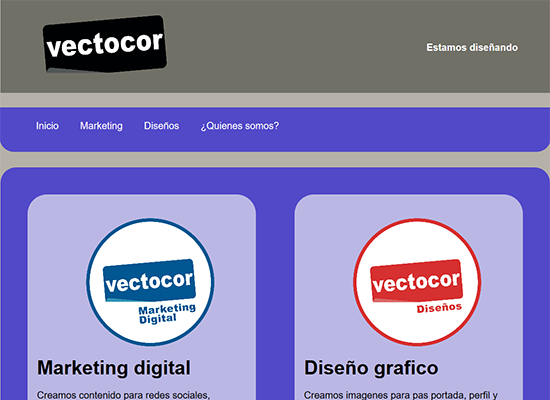 vectocor
Estamos diseñando
Inicio Marketing Diseños ¿Quienes somos?
vectocor
Marketing
Digital
Marketing digital
Creamos contenido para redes sociales,
vectocor
Diseños
Diseño grafico
Creamos imagenes para pas portada, perfil y